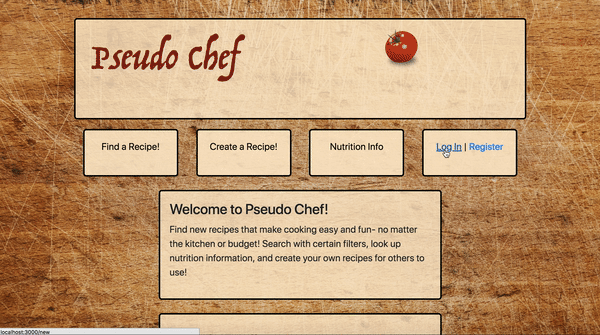 Pseudo Chef
Find a Recipe!
Create a Recipe!
Nutrition Info
Log In | Register
Welcome to Pseudo Chef!
Find new recipes that make cooking easy and fun- no matter
the kitchen or budget! Search with certain filters, look up
nutrition information, and create your own recipes for others to
use!
localhost:3000/new